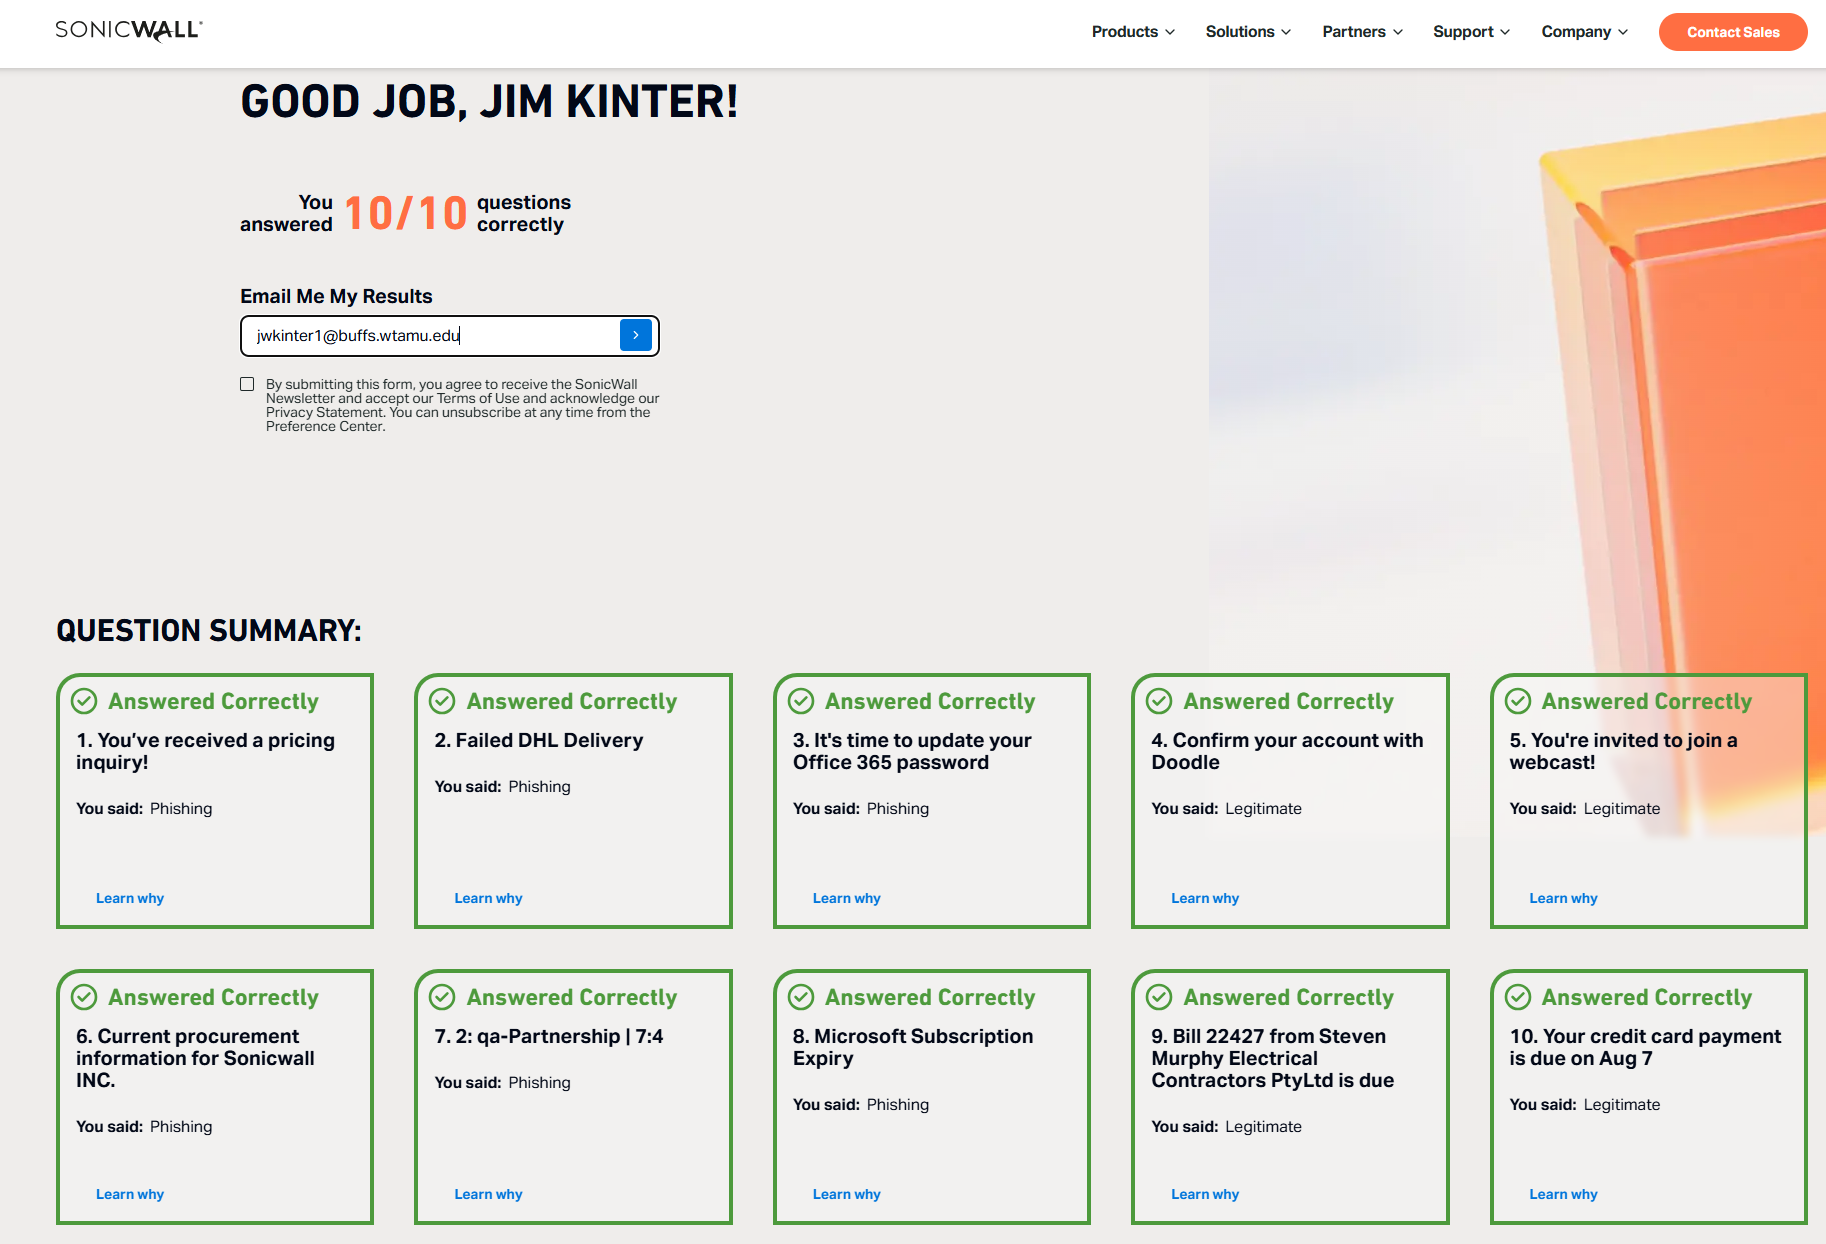 SONICWALL
Products
Solutions
Partners
Support
Company
Contact Sales
GOOD JOB, JIM KINTER!
You
answered
10/10
questions
correctly
Email Me My Results
jwkinter1@buffs.wtamu.edu
By submitting this form, you agree to receive the SonicWall
Newsletter and accept our Terms of Use and acknowledge our
Privacy Statement. You can unsubscribe at any time from the
Preference Center.
QUESTION SUMMARY:
Answered Correctly
1. You’ve received a pricing
inquiry!
You said: Phishing
Learn why
Answered Correctly
2. Failed DHL Delivery
You said: Phishing
Learn why
Answered Correctly
3. It's time to update your
Office 365 password
You said: Phishing
Learn why
Answered Correctly
4. Confirm your account with
Doodle
You said: Legitimate
Learn why
Answered Correctly
5. You're invited to join a
webcast!
You said: Legitimate
Learn why
Answered Correctly
6. Current procurement
information for Sonicwall
INC.
You said: Phishing
Learn why
Answered Correctly
7. 2: qa-Partnership | 7:4
You said: Phishing
Learn why
Answered Correctly
8. Microsoft Subscription
Expiry
You said: Phishing
Learn why
Answered Correctly
9. Bill 22427 from Steven
Murphy Electrical
Contractors PtyLtd is due
You said: Legitimate
Learn why
Answered Correctly
10. Your credit card payment
is due on Aug 7
You said: Legitimate
Learn why